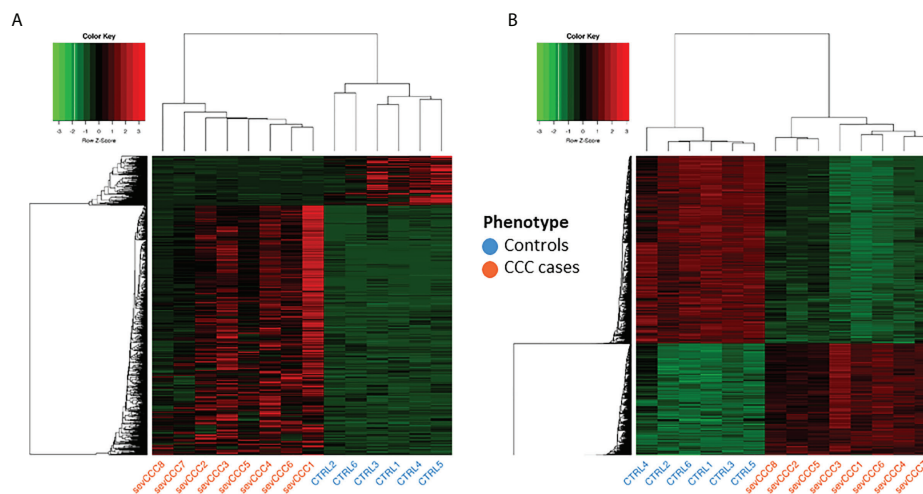 A
B
Color Key
-3 -2 -1 0 1 2 3
Row Z-Score
Color Key
-3 -2 -1 0 1 2 3
Row Z-Score
Phenotype
Controls
CCC cases
sevCCC8
sevCCC7
sevCCC2
sevCCC3
sevCCC5
sevCCC4
sevCCC6
sevCCC1
CTRL2
CTRL6
CTRL3
CTRL1
CTRL4
CTRL5
CTRL4
CTRL2
CTRL6
CTRL1
CTRL3
CTRL5
sevCCC8
sevCCC2
sevCCC5
sevCCC3
sevCCC1
sevCCC6
sevCCC4